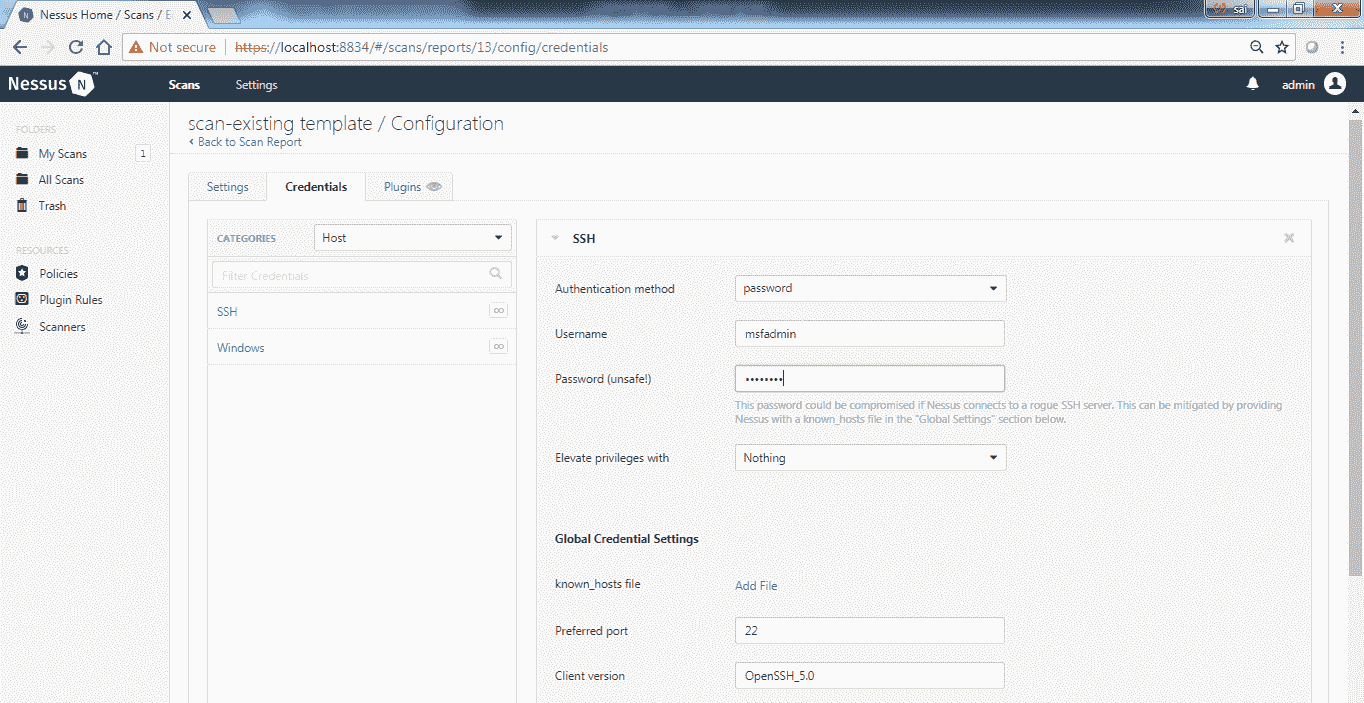 Nessus Home / Scans / E
sai
Not secure https://localhost:8834/#/scans/reports/13/config/credentials
Nessus N ™ Scans Settings admin
FOLDERS
My Scans 1
All Scans
Trash
RESOURCES
Policies
Plugin Rules
Scanners
scan-existing template / Configuration
Back to Scan Report
Settings Credentials Plugins
CATEGORIES Host
Filter Credentials
SSH ∞
Windows ∞
SSH
Authentication method password
Username msfadmin
Password (unsafe!) ••••••••
This password could be compromised if Nessus connects to a rogue SSH server. This can be mitigated by providing
Nessus with a known_hosts file in the "Global Settings" section below.
Elevate privileges with Nothing
Global Credential Settings
known_hosts file Add File
Preferred port 22
Client version OpenSSH_5.0